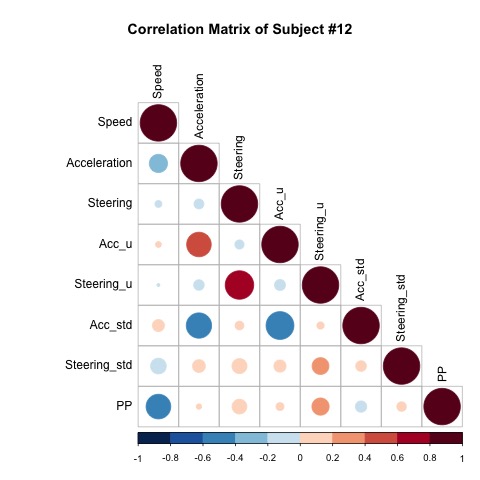 Correlation Matrix of Subject #12
Speed
Acceleration
Steering
Acc_u
Steering_u
Acc_std
Steering_std
PP
Speed
Acceleration
Steering
Acc_u
Steering_u
Acc_std
Steering_std
PP
-1 -0.8 -0.6 -0.4 -0.2 0 0.2 0.4 0.6 0.8 1